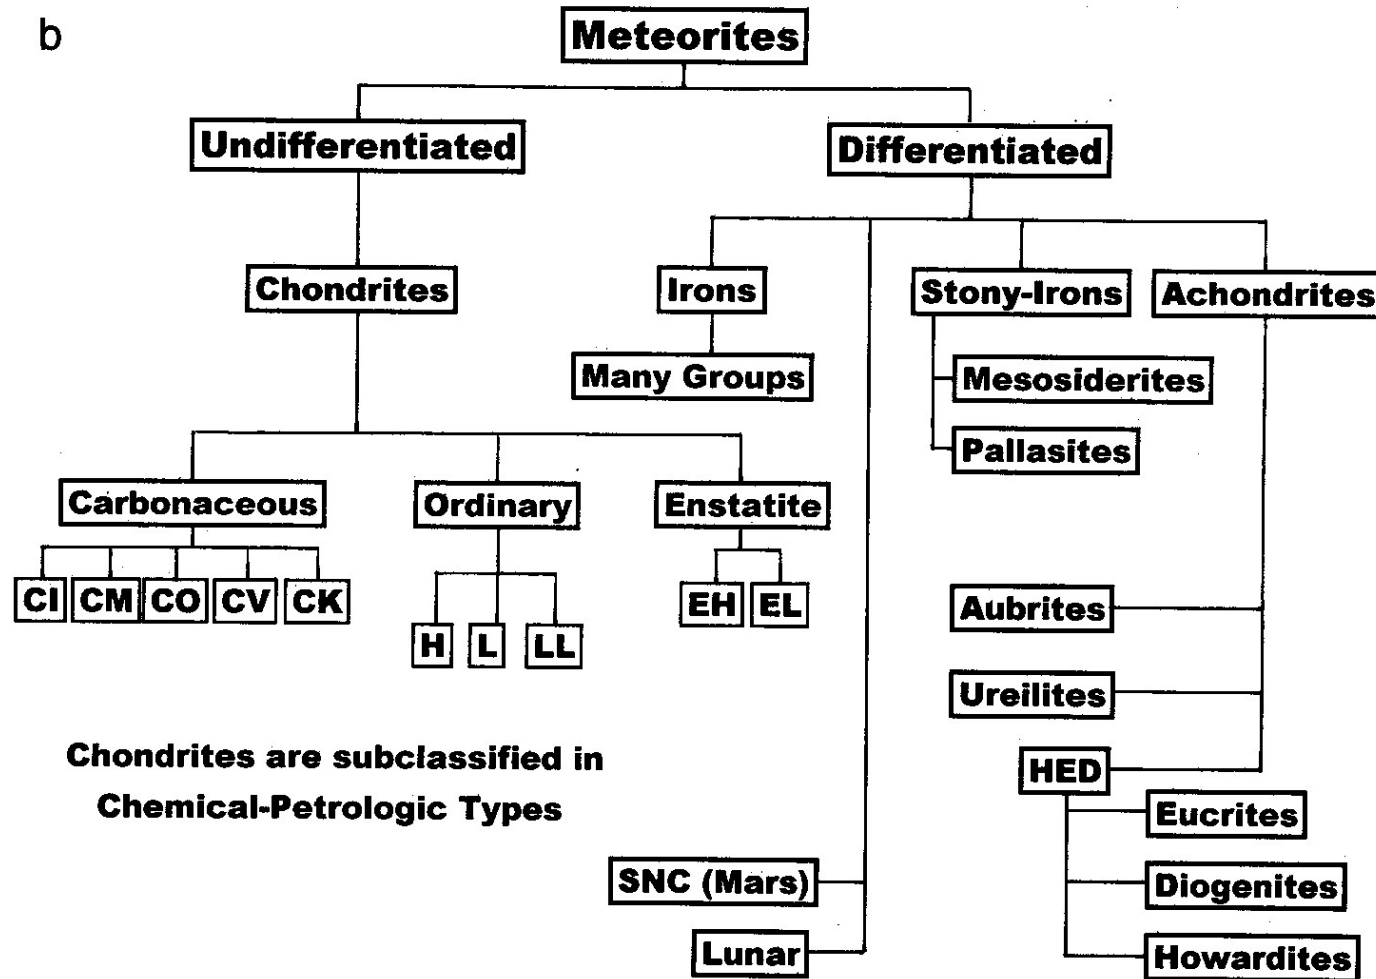 b
Meteorites
Undifferentiated
Differentiated
Chondrites
Irons
Stony-Irons
Achondrites
Many Groups
Mesosiderites
Pallasites
Carbonaceous
Ordinary
Enstatite
CI
CM
CO
CV
CK
H
L
LL
EH
EL
Aubrites
Ureilites
HED
Eucrites
Diogenites
Howardites
Chondrites are subclassified in
Chemical-Petrologic Types
SNC (Mars)
Lunar